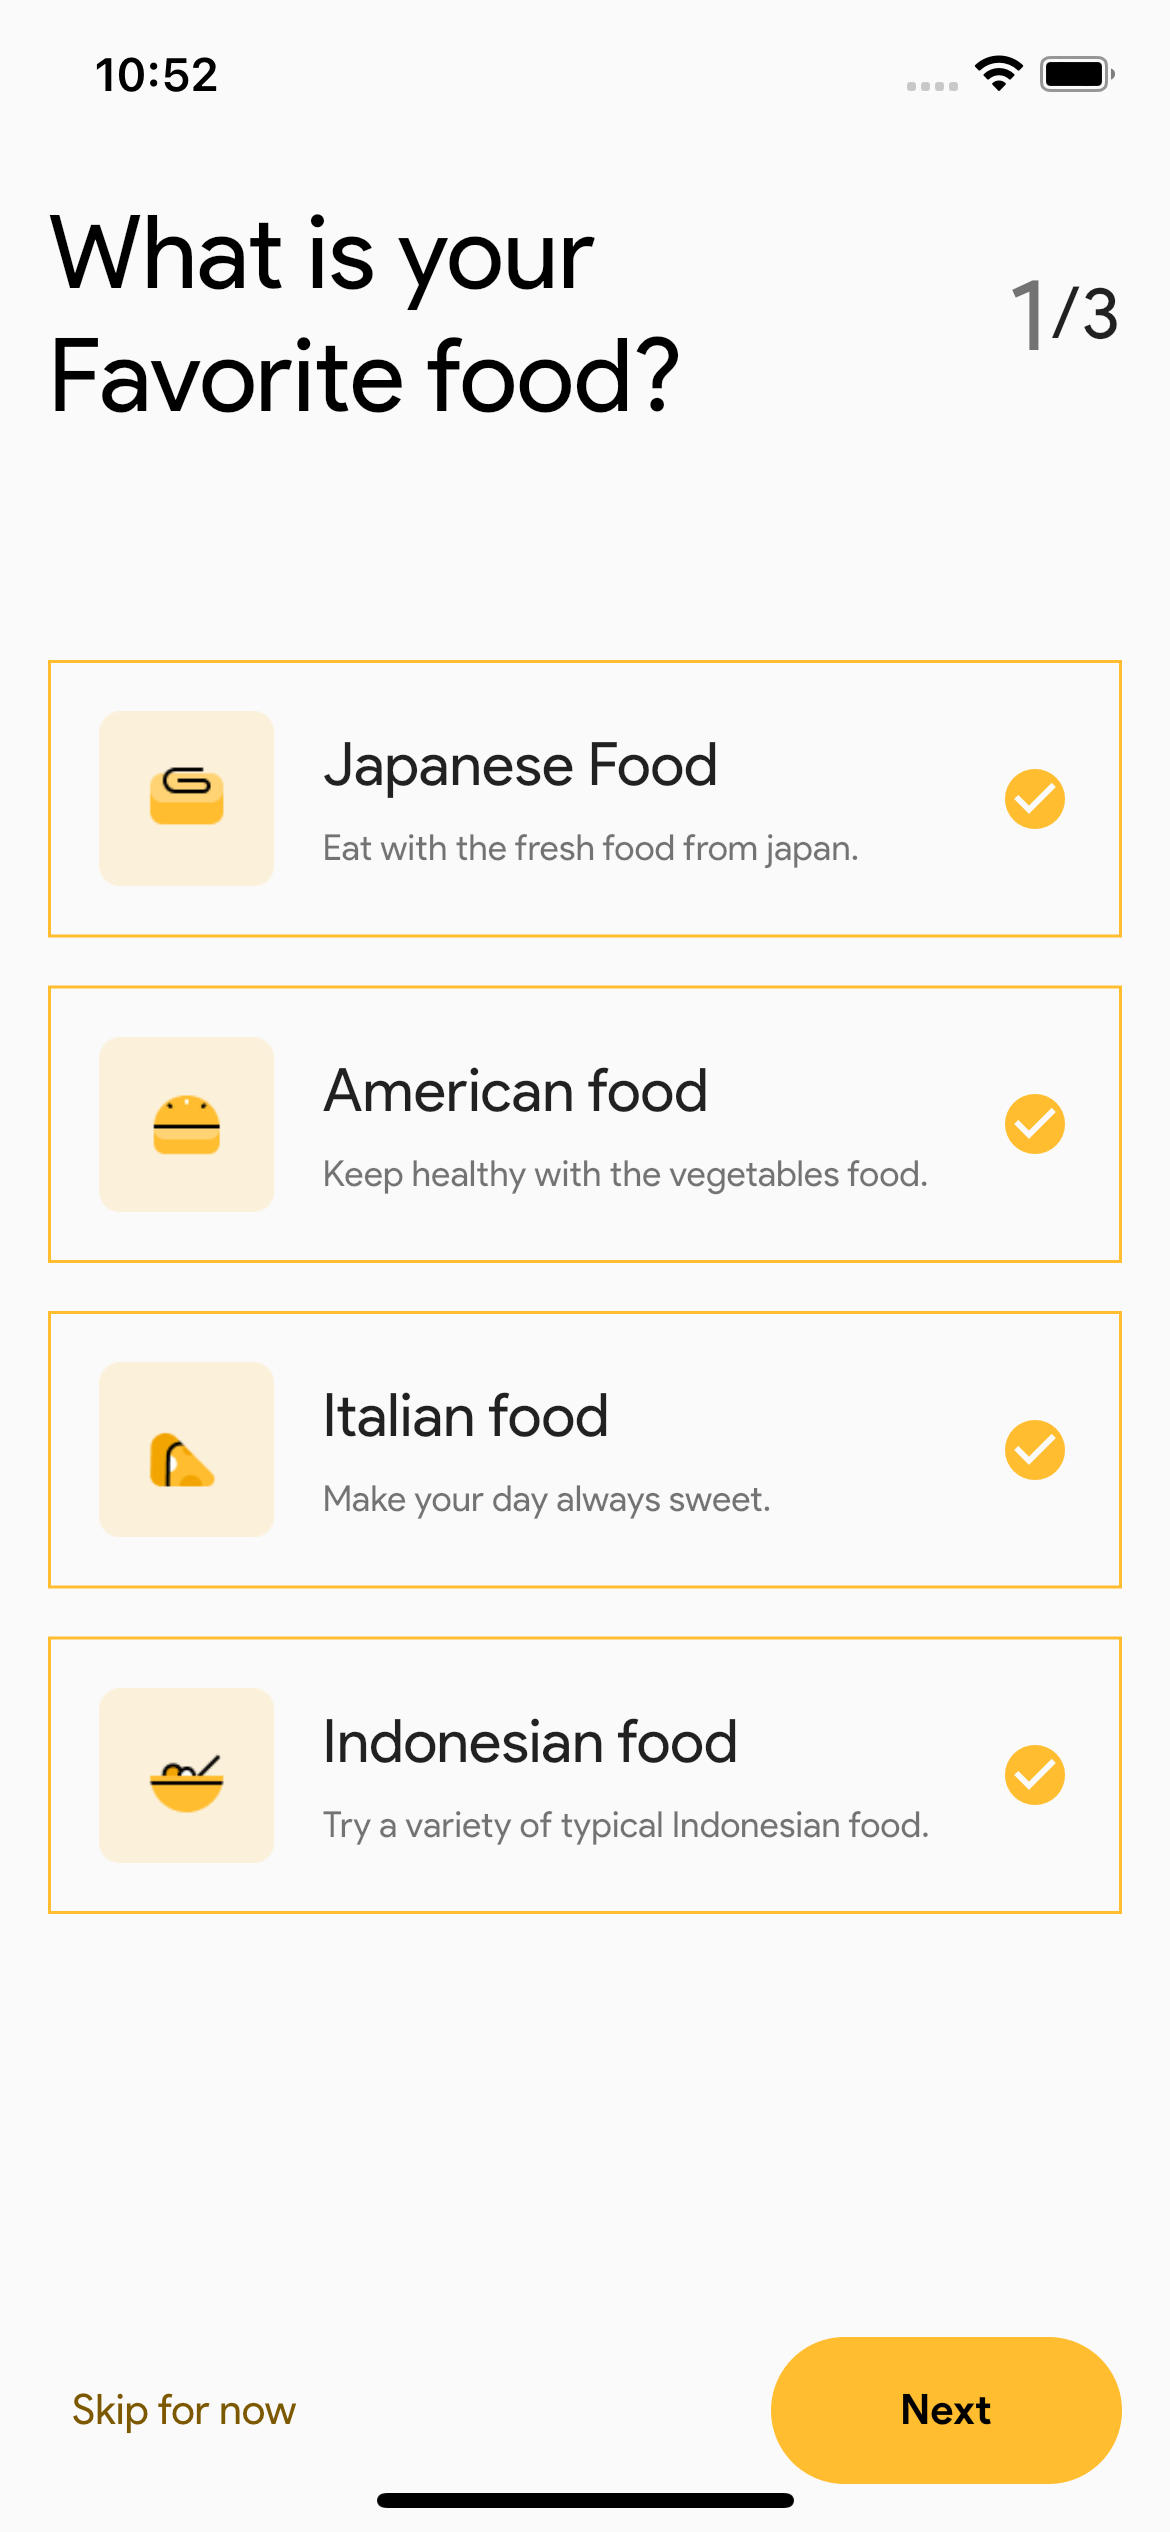 10:52
What is your
Favorite food?
1/3
Japanese Food
Eat with the fresh food from japan.
American food
Keep healthy with the vegetables food.
Italian food
Make your day always sweet.
Indonesian food
Try a variety of typical Indonesian food.
Skip for now
Next